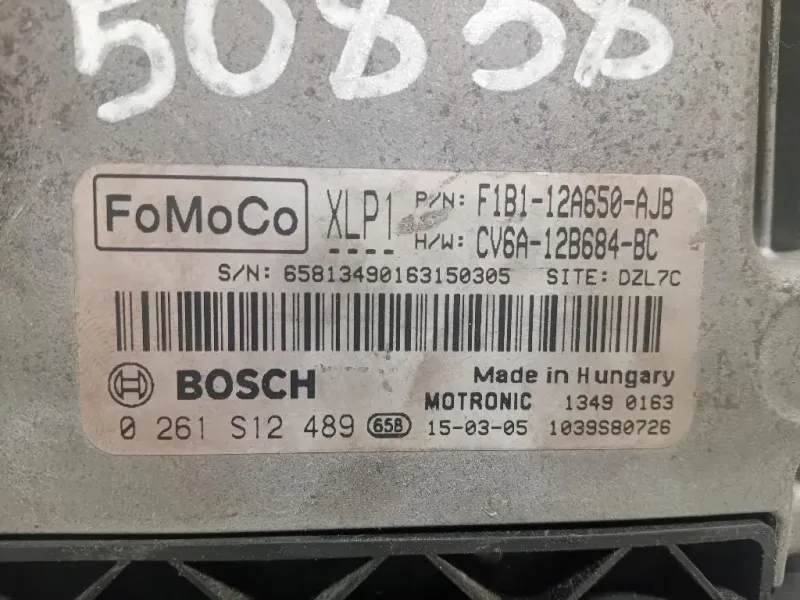 50838
FoMoCo XLP1 P/N: F1B1-12A650-AJB
---- H/W: CV6A-12B684-BC
S/N: 65813490163150305 SITE: DZL7C
BOSCH Made in Hungary
MOTRONIC 1349 0163
0 261 S12 489 658 15-03-05 1039S80726